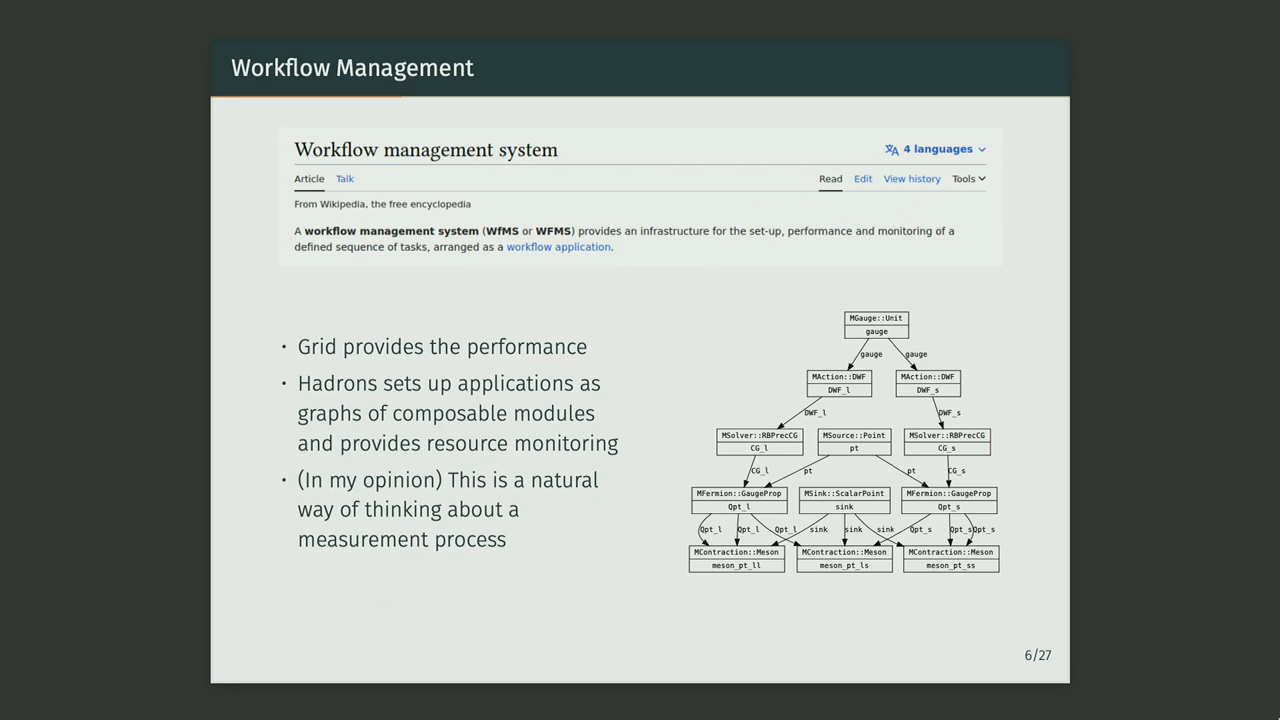 Workflow Management
Workflow management system
4 languages
Article Talk Read Edit View history Tools
From Wikipedia, the free encyclopedia
A workflow management system (WfMS or WFMS) provides an infrastructure for the set-up, performance and monitoring of a
defined sequence of tasks, arranged as a workflow application.
• Grid provides the performance
• Hadrons sets up applications as
graphs of composable modules
and provides resource monitoring
• (In my opinion) This is a natural
way of thinking about a
measurement process
MGauge::Unit
gauge
gauge gauge
MAction::DWF MAction::DWF
DWF_l DWF_s
DWF_l DWF_s
MSolver::RBPrecCG MSource::Point MSolver::RBPrecCG
CG_l pt CG_s
CG_l pt pt CG_s
MFermion::GaugeProp MSink::ScalarPoint MFermion::GaugeProp
Qpt_l sink Qpt_s
Qpt_l Qpt_l Qpt_l sink sink sink Qpt_s Qpt_s Qpt_s
MContraction::Meson MContraction::Meson MContraction::Meson
meson_pt_ll meson_pt_ls meson_pt_ss
6/27